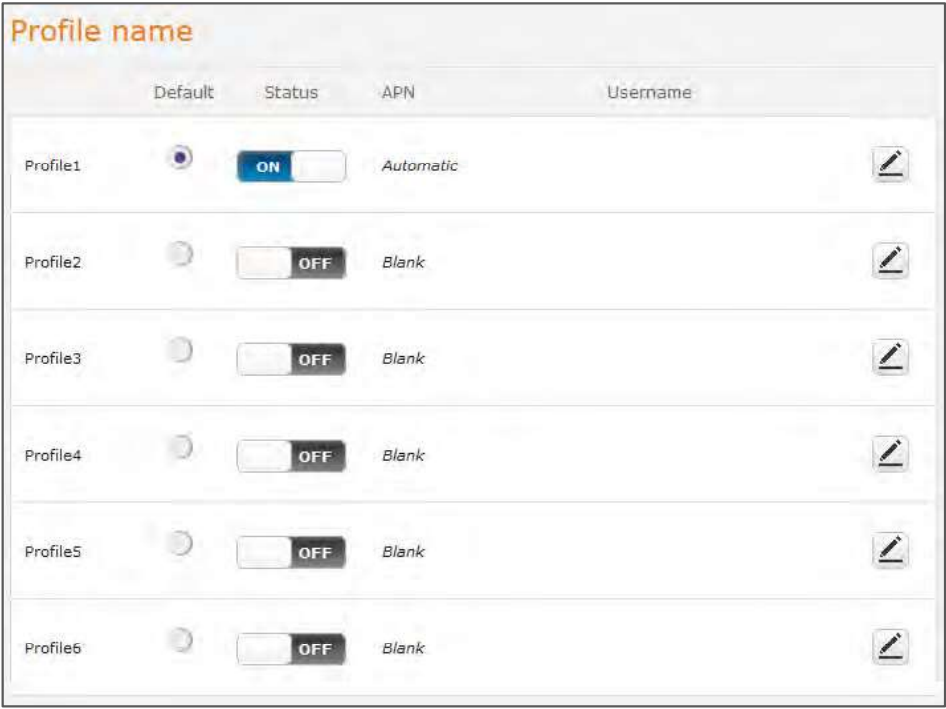 Profile name
Default Status APN Username
Profile1 ON Automatic
Profile2 OFF Blank
Profile3 OFF Blank
Profile4 OFF Blank
Profile5 OFF Blank
Profile6 OFF Blank